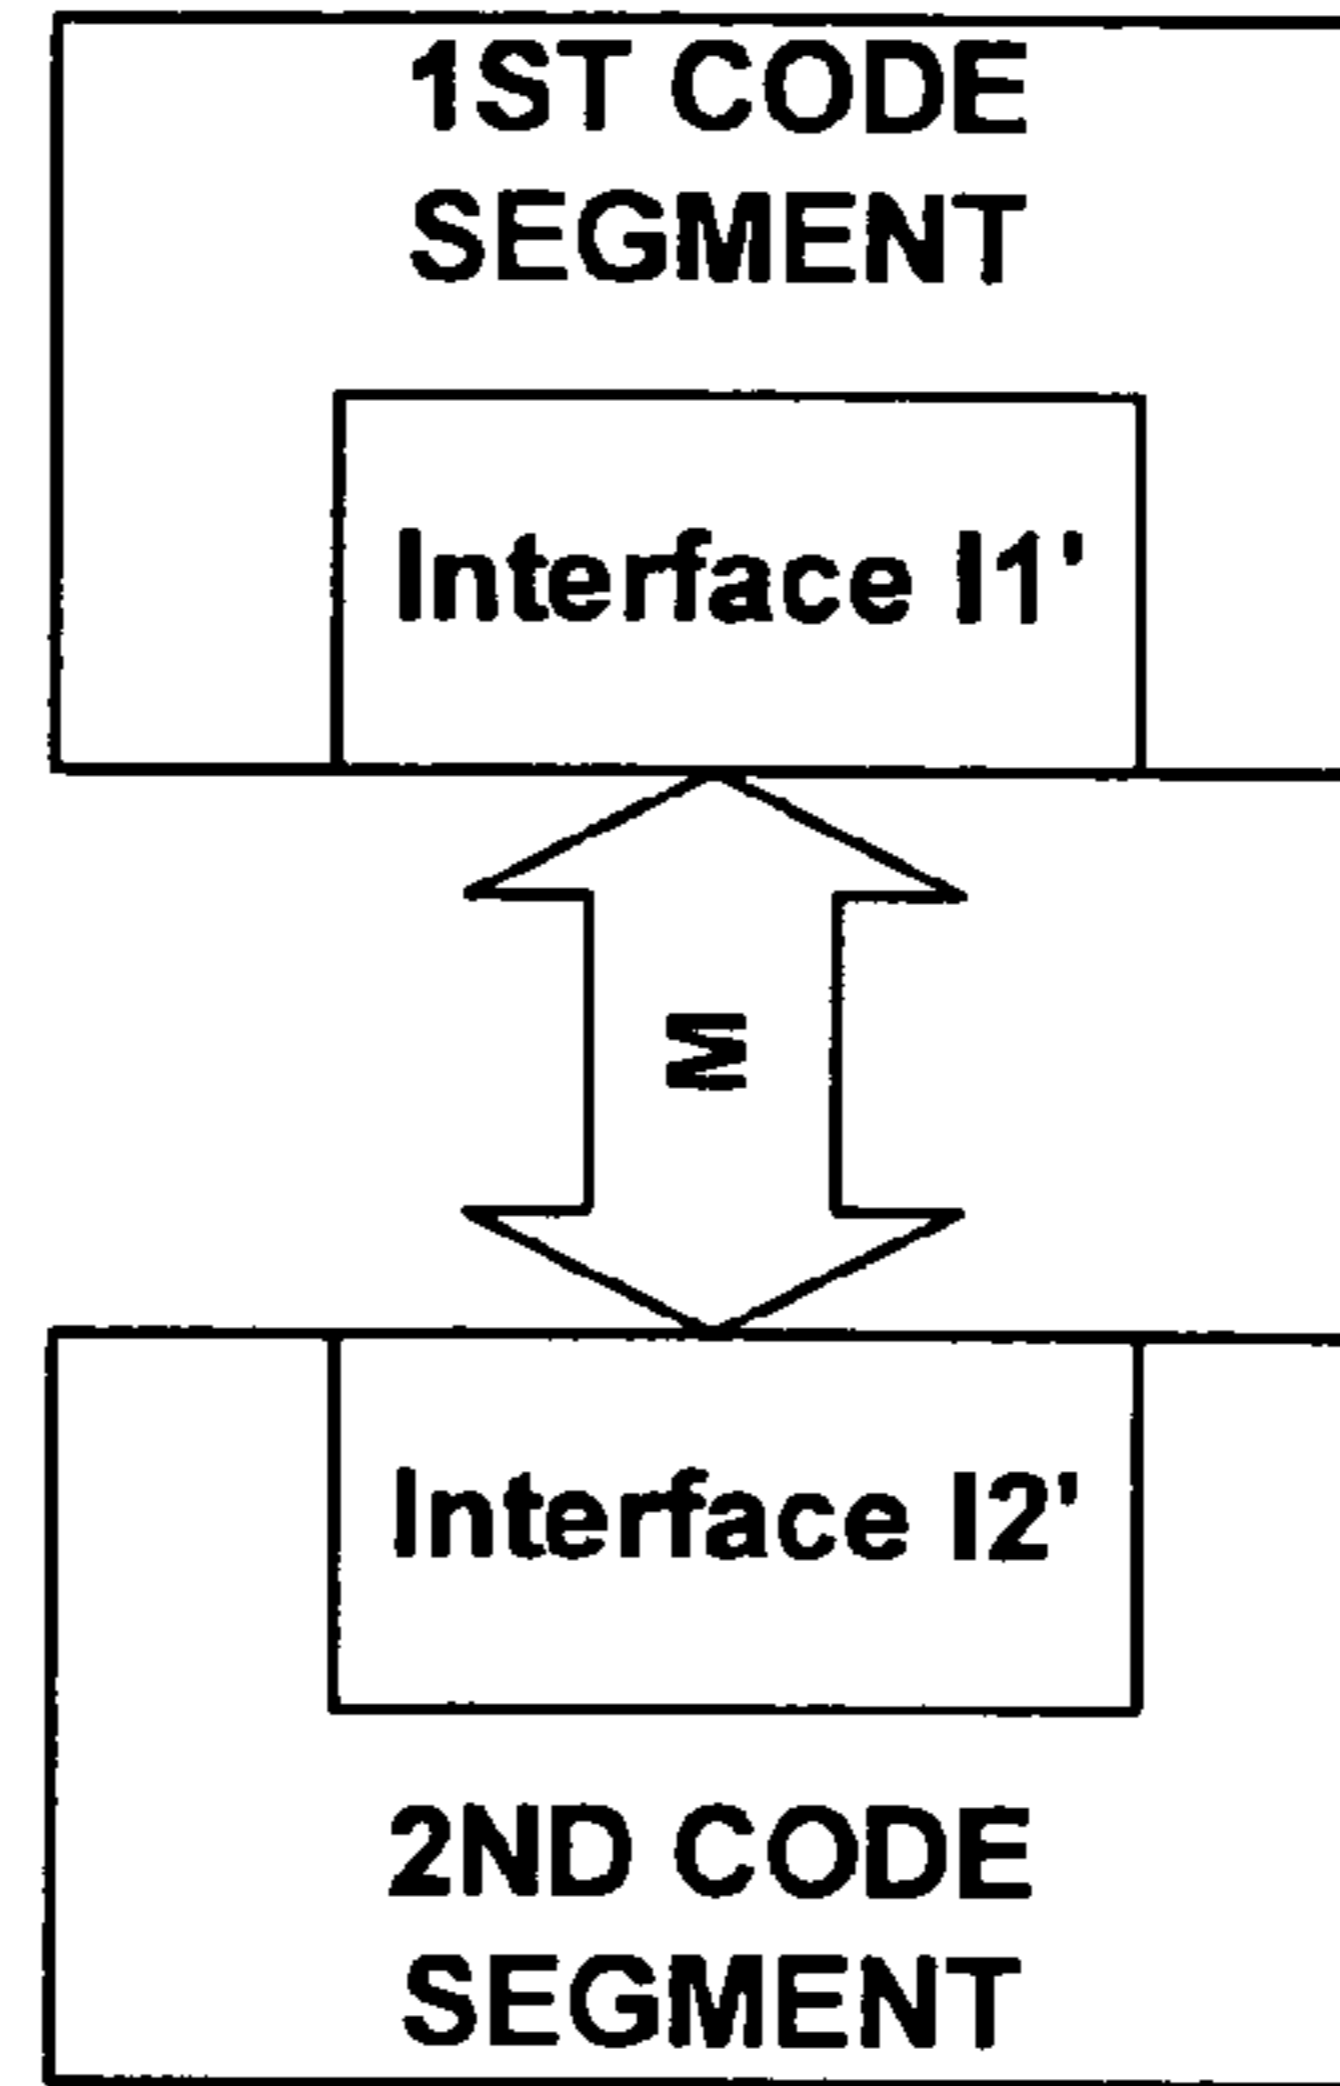 1ST CODE
SEGMENT
Interface I1'
M
Interface I2'
2ND CODE
SEGMENT